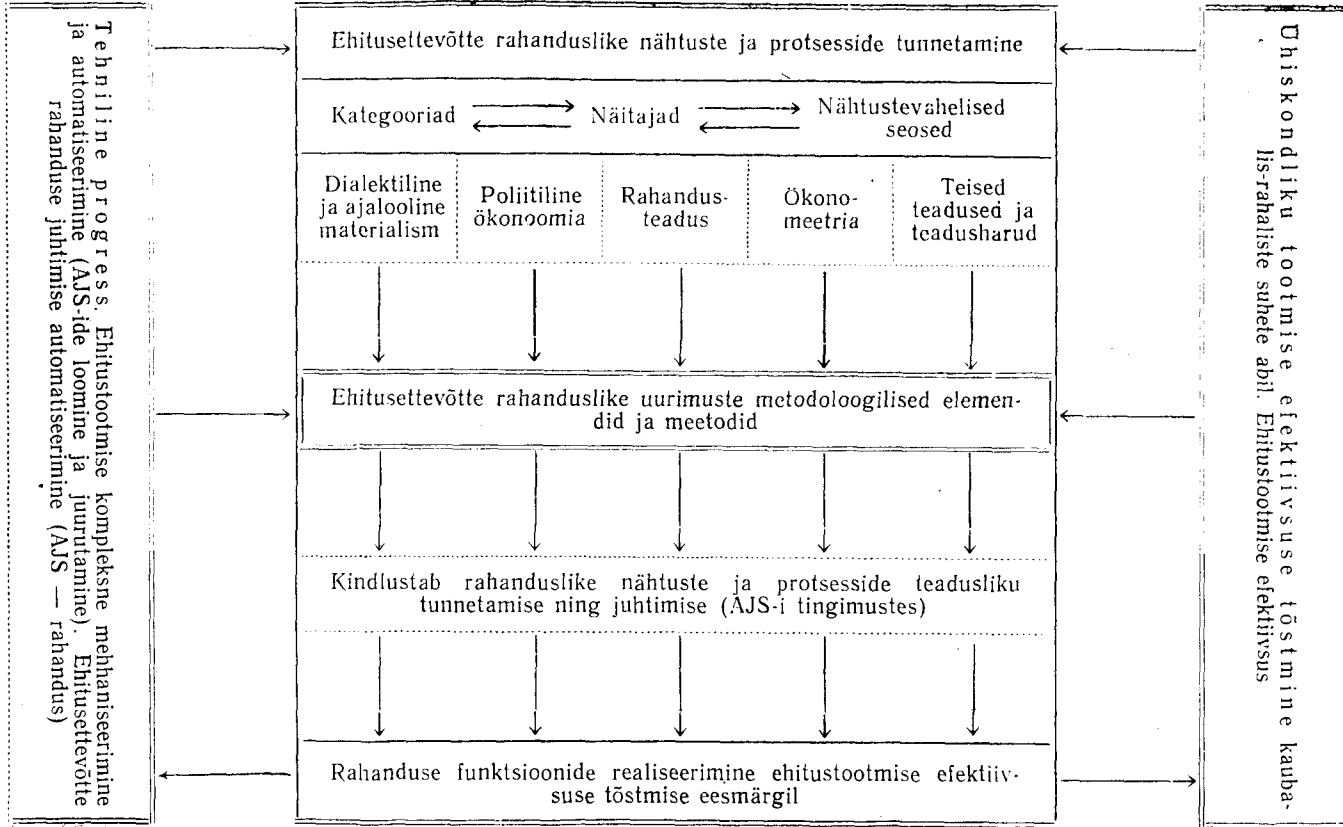 Tehniline progress. Ehitustootmise kompleksne mehhaniseerimine
ja automatiseerimine (AJS-ide loomine ja juurutamine). Ehitusettevõtte
rahanduse juhtimise automatiseerimine (AJS — rahandus)
Ehitusettevõtte rahanduslike nähtuste ja protsesside tunnetamine
Kategooriad Näitajad Nähtustevahelised
seosed
Dialektiline
ja ajalooline
materialism
Poliitiline
ökonoomia
Rahandus-
teadus
Ökono-
meetria
Teised
teadused ja
teadusharud
Ehitusettevõtte rahanduslike uurimuste metodoloogilised elemen-
did ja meetodid
Kindlustab rahanduslike nähtuste ja protsesside teadusliku
tunnetamise ning juhtimise (AJS-i tingimustes)
Rahanduse funktsioonide realiseerimine ehitustootmise efektiiv-
suse tõstmise eesmärgil
Ühiskondliku tootmise efektiivsuse tõstmine kauba-
lis-rahaliste suhete abil. Ehitustootmise efektiivsus